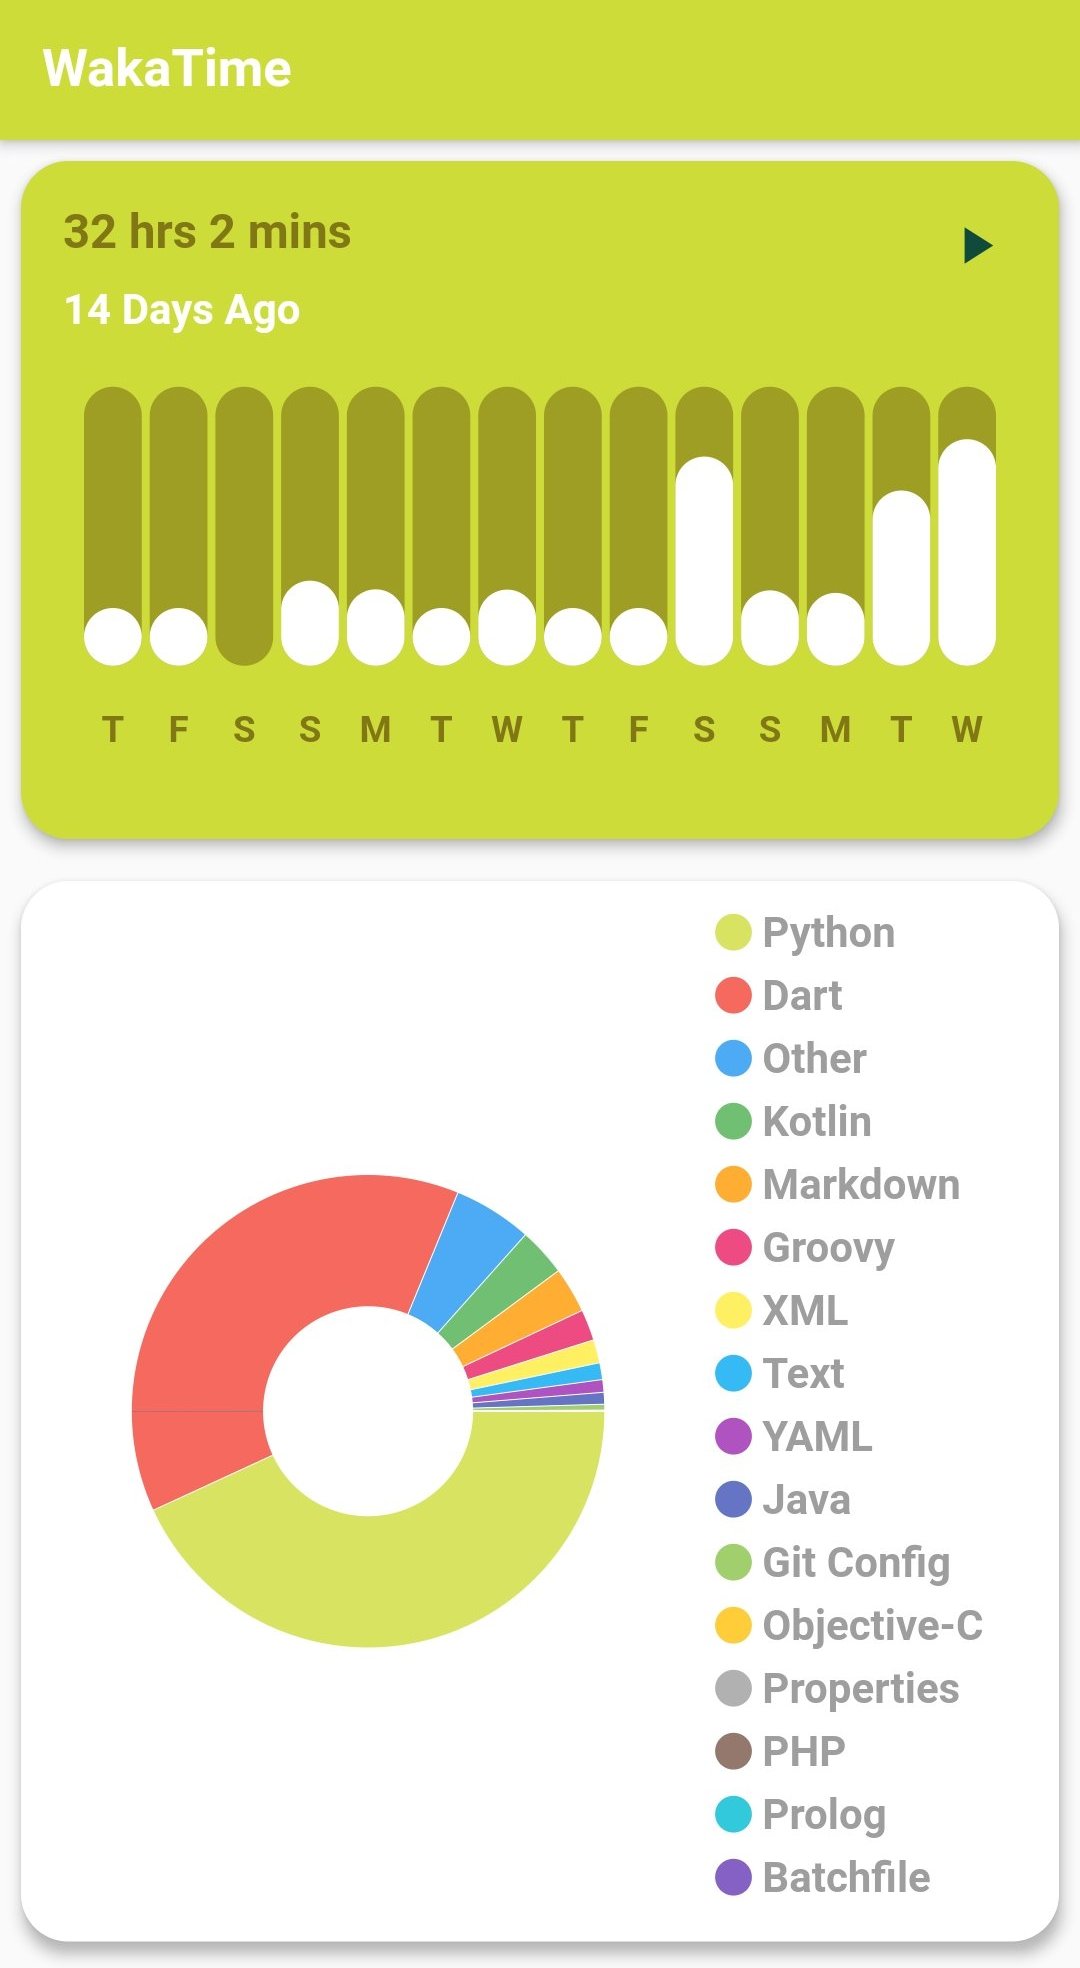 WakaTime
32 hrs 2 mins
14 Days Ago
T F S S M T W T F S S M T W
Python
Dart
Other
Kotlin
Markdown
Groovy
XML
Text
YAML
Java
Git Config
Objective-C
Properties
PHP
Prolog
Batchfile